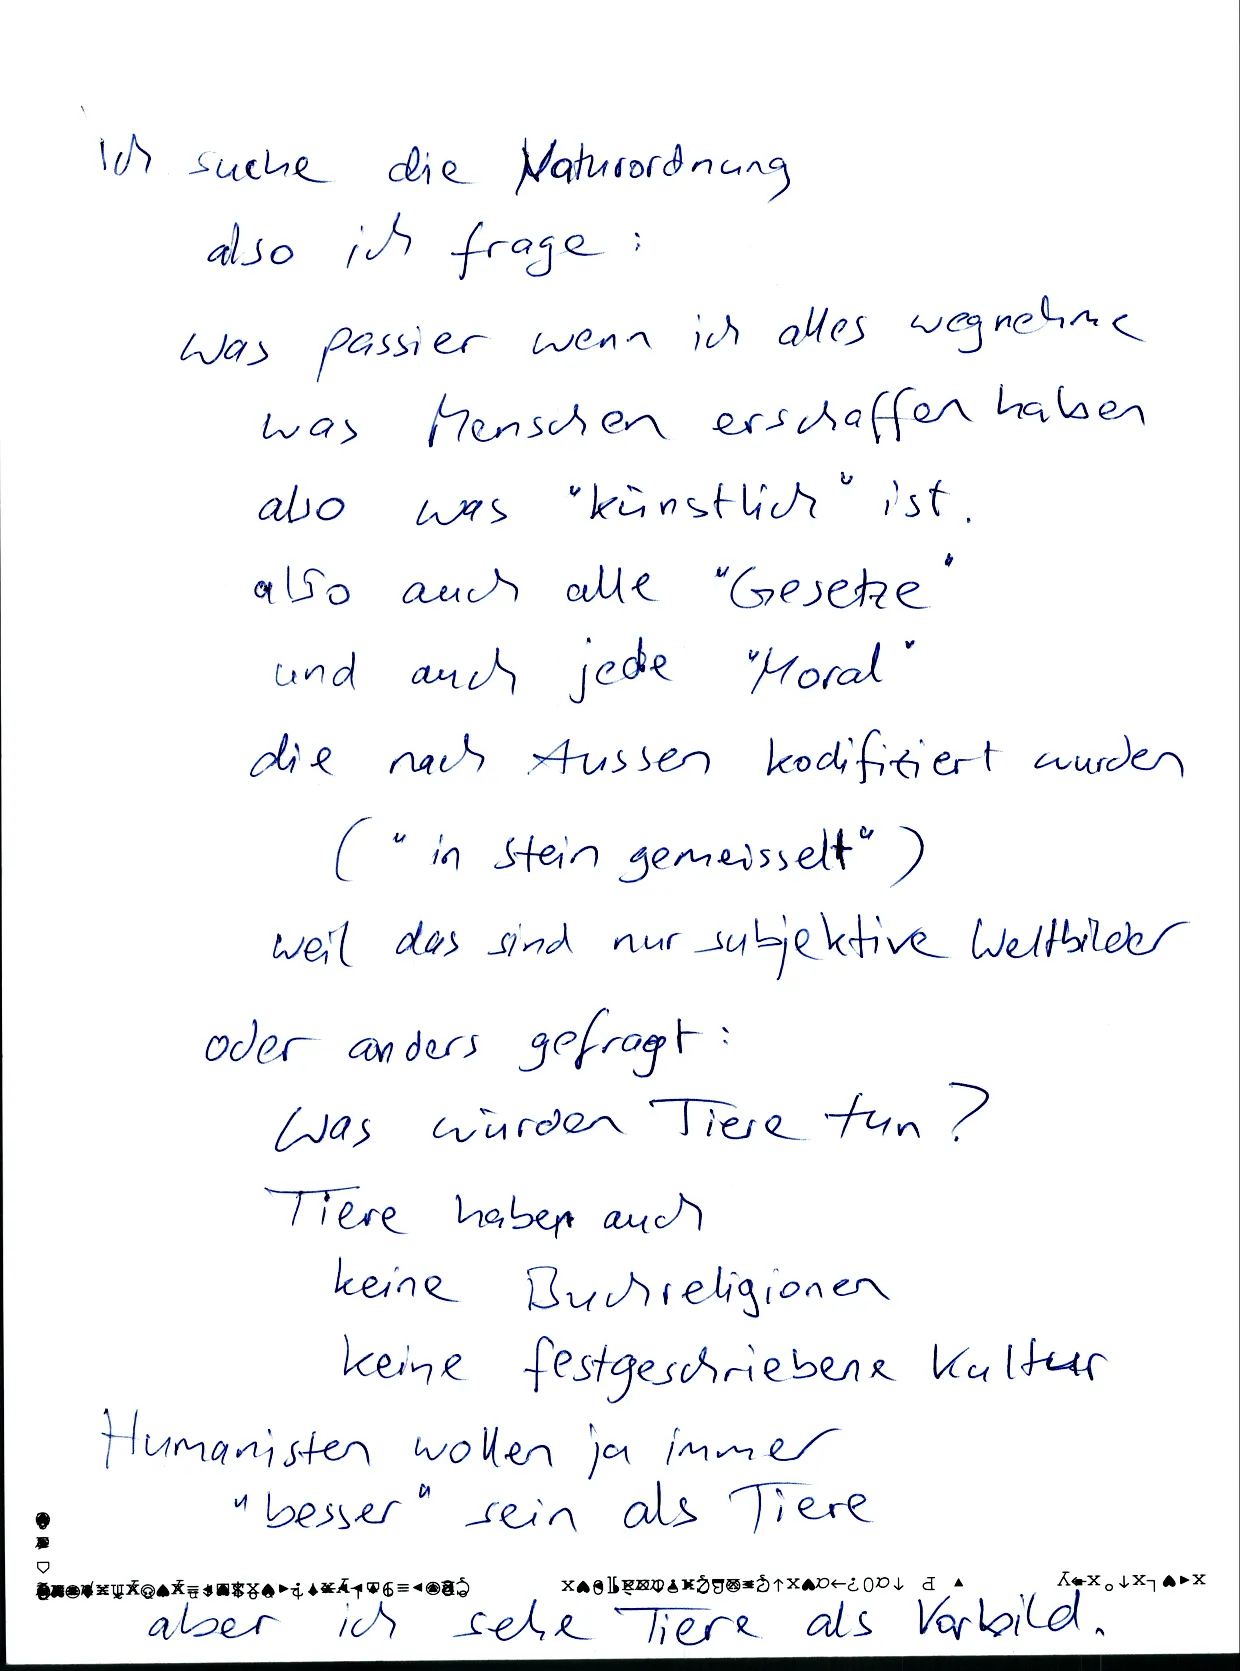 Ich suche die Naturordnung
also ich frage:
was passier wenn ich alles wegnehme
was Menschen erschaffen haben
also was "künstlich" ist.
also auch alle "Gesetze"
und auch jede "Moral"
die nach Aussen kodifiziert wurden
("in stein gemeisselt")
weil das sind nur subjektive Weltbilder
oder anders gefragt:
Was würden Tiere tun?
Tiere haben auch
keine Buchreligionen
keine festgeschriebene Kultur
Humanisten wollen ja immer
"besser" sein als Tiere
aber ich sehe Tiere als Vorbild.